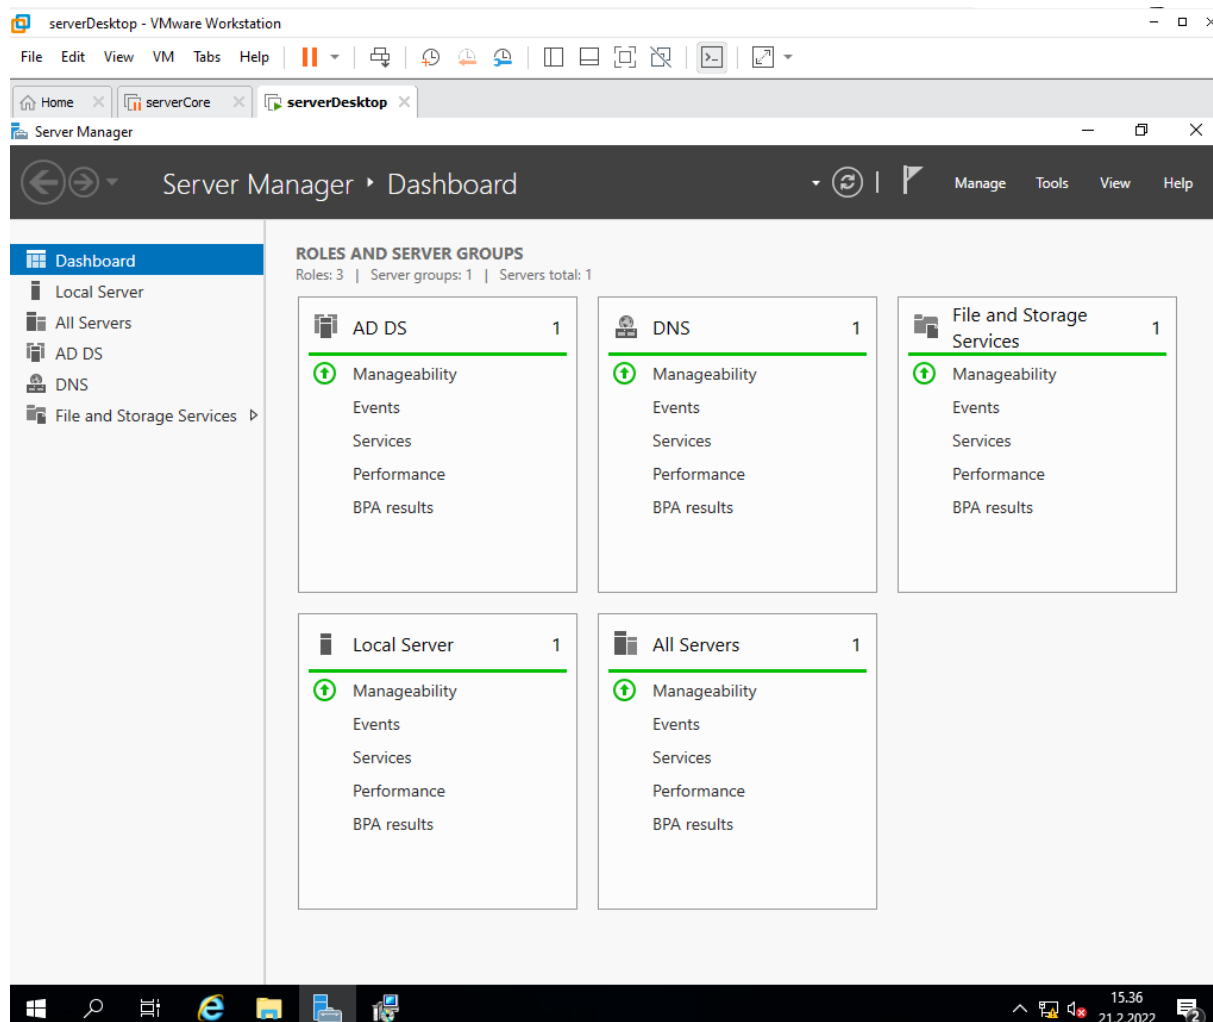 serverDesktop - VMware Workstation
File Edit View VM Tabs Help
Home serverCore serverDesktop
Server Manager
Server Manager Dashboard Manage Tools View Help
Dashboard
Local Server
All Servers
AD DS
DNS
File and Storage Services
ROLES AND SERVER GROUPS
Roles: 3 | Server groups: 1 | Servers total: 1
AD DS 1
Manageability
Events
Services
Performance
BPA results
DNS 1
Manageability
Events
Services
Performance
BPA results
File and Storage
Services 1
Manageability
Events
Services
Performance
BPA results
Local Server 1
Manageability
Events
Services
Performance
BPA results
All Servers 1
Manageability
Events
Services
Performance
BPA results
15.36
21.2.2022
2